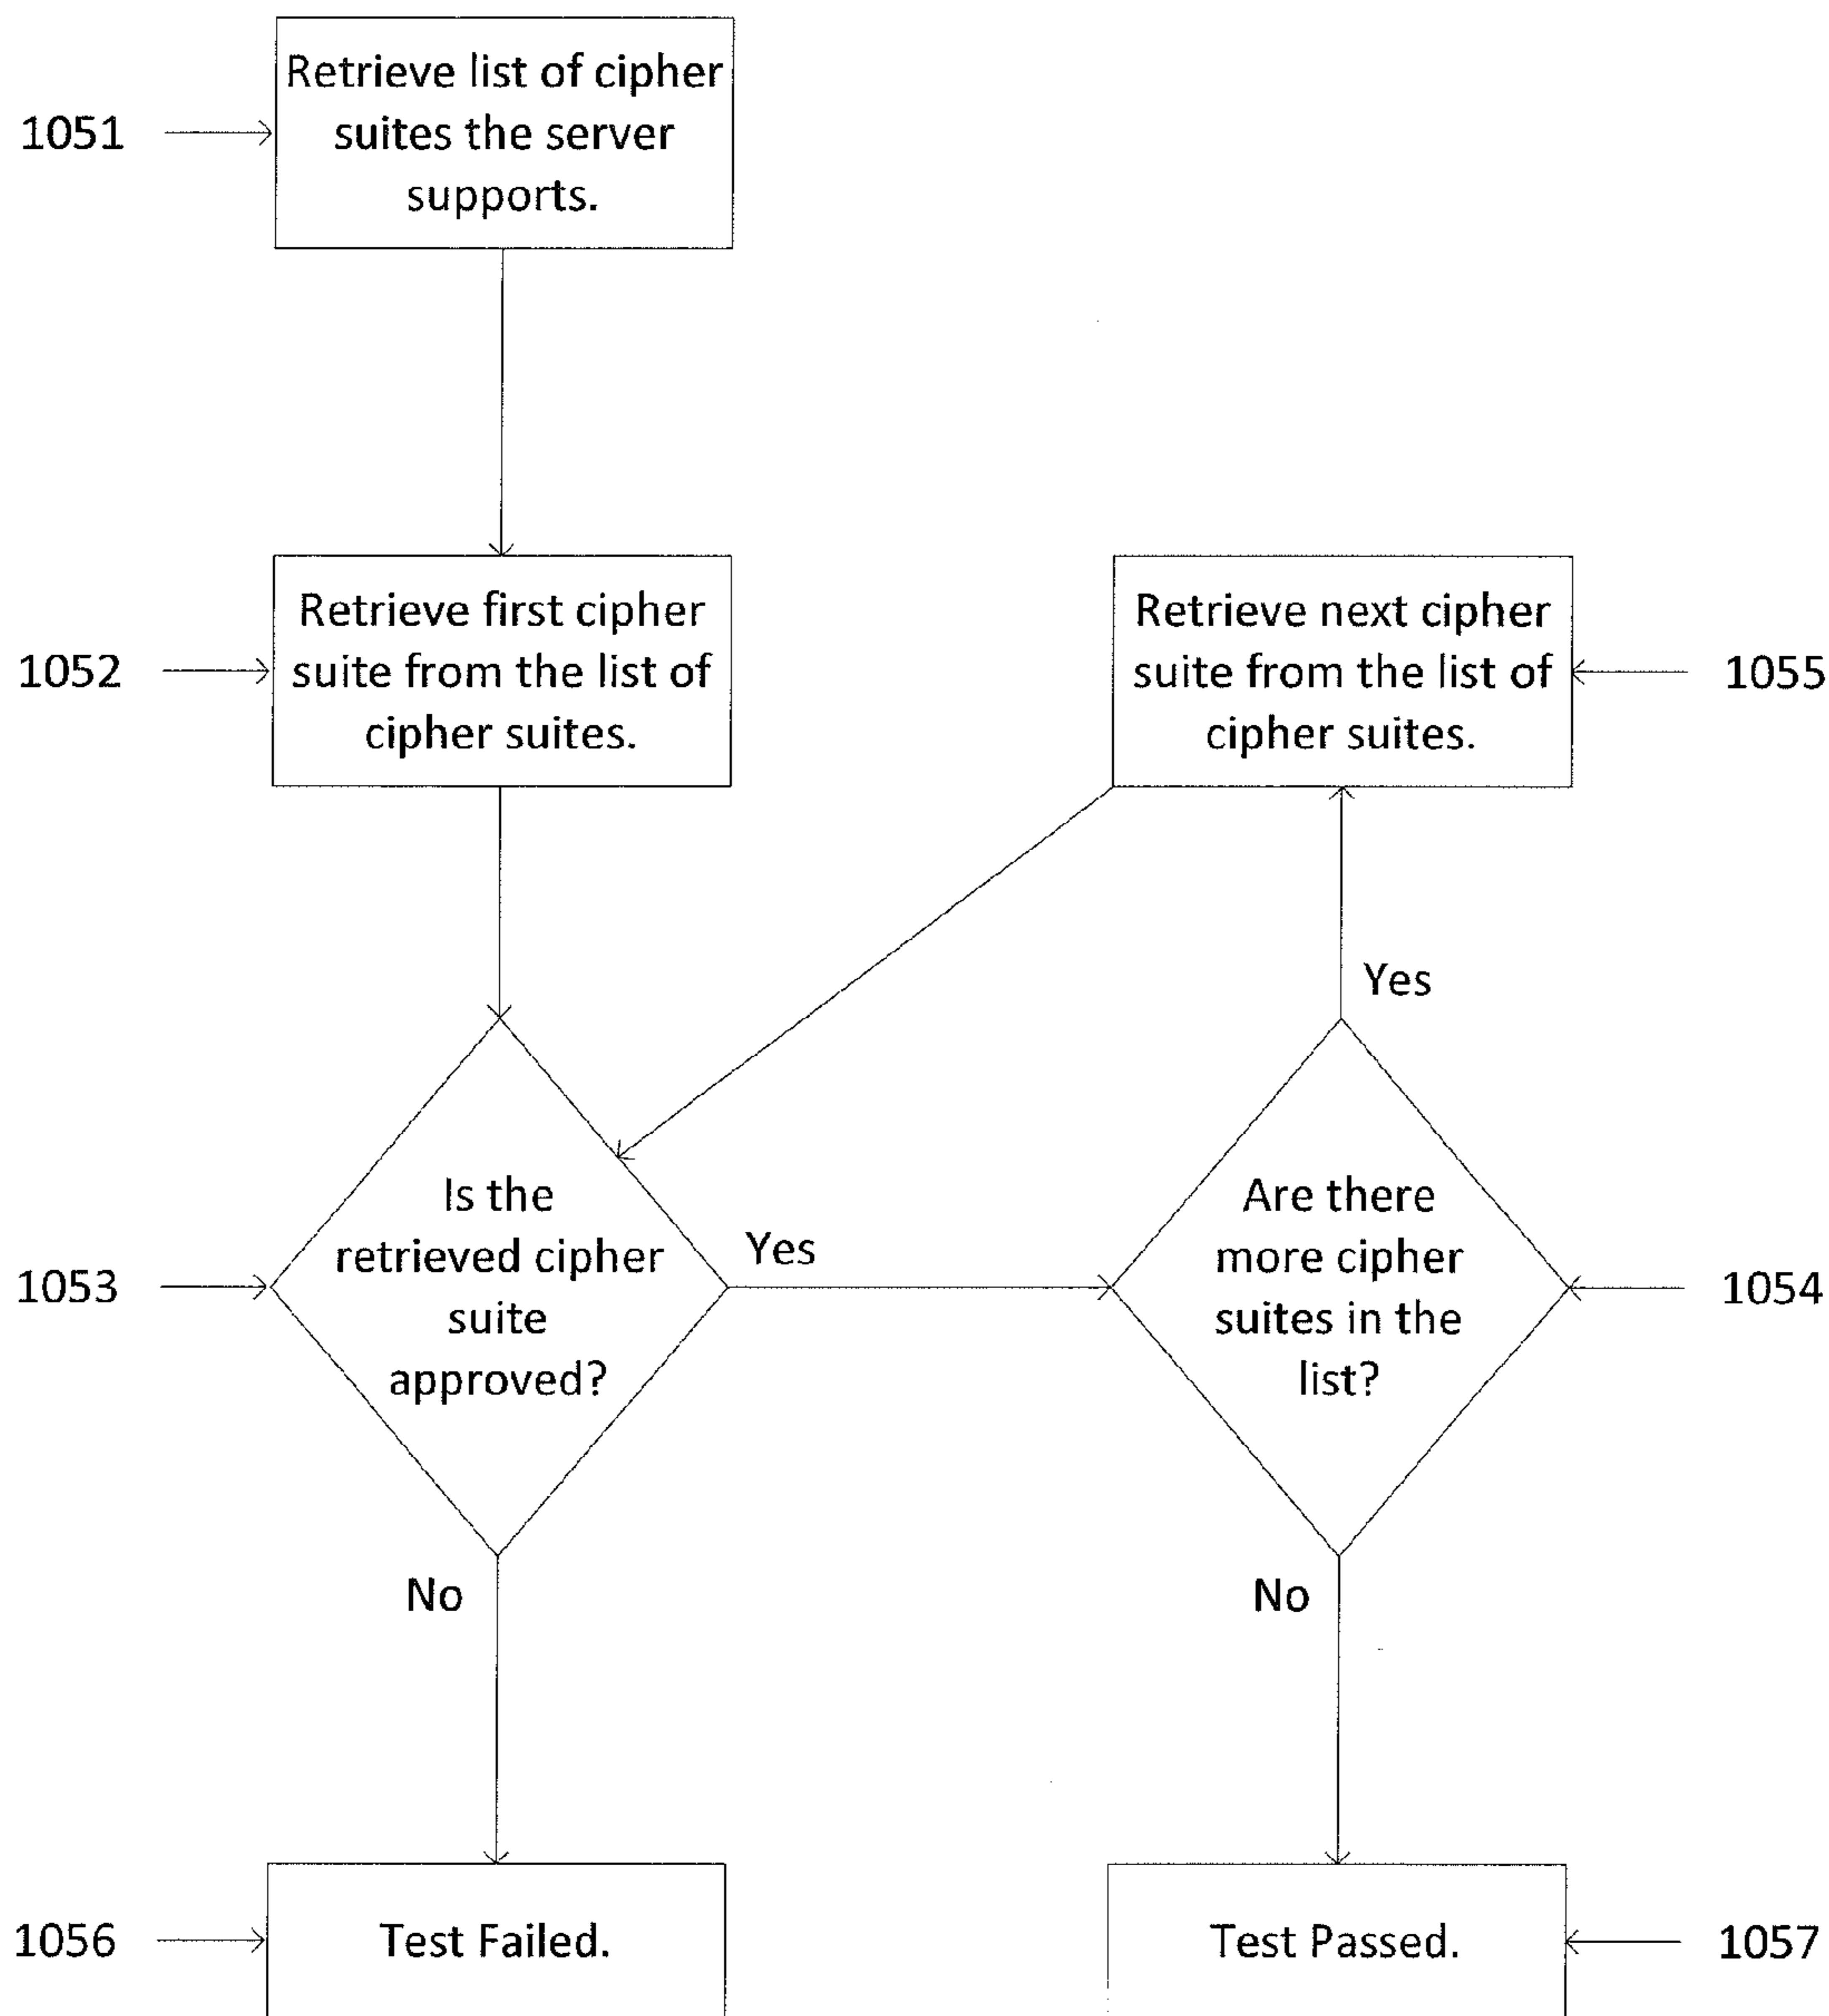 Retrieve list of cipher
suites the server
supports.
1051
Retrieve first cipher
suite from the list of
cipher suites.
1052
Retrieve next cipher
suite from the list of
cipher suites.
1055
Yes
Is the
retrieved cipher
suite
approved?
1053
Yes
Are there
more cipher
suites in the
list?
1054
No
No
1056
Test Failed.
Test Passed.
1057